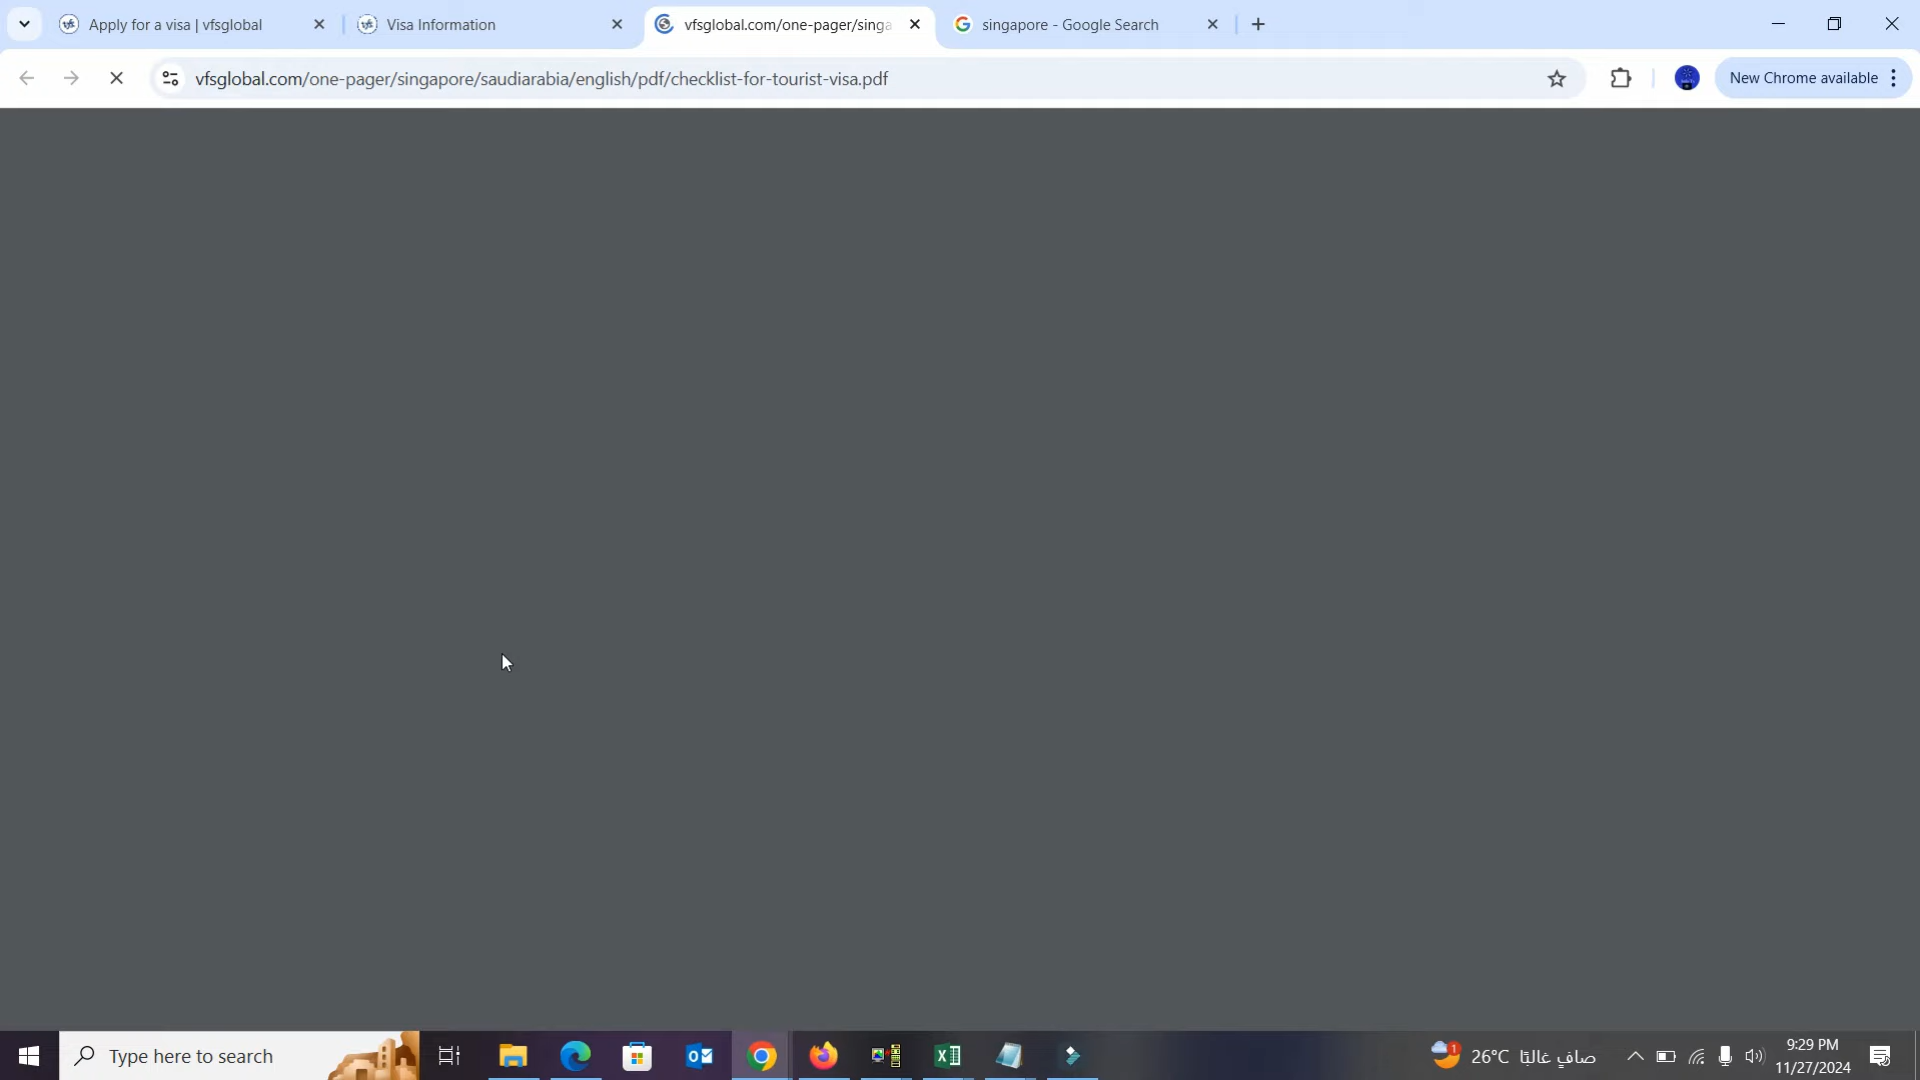 Apply for a visa | vfsglobal
Visa Information
vfsglobal.com/one-pager/singa
singapore - Google Search
vfsglobal.com/one-pager/singapore/saudiarabia/english/pdf/checklist-for-tourist-visa.pdf
New Chrome available
Type here to search
1
26°C صافٍ غالبًا
9:29 PM
11/27/2024